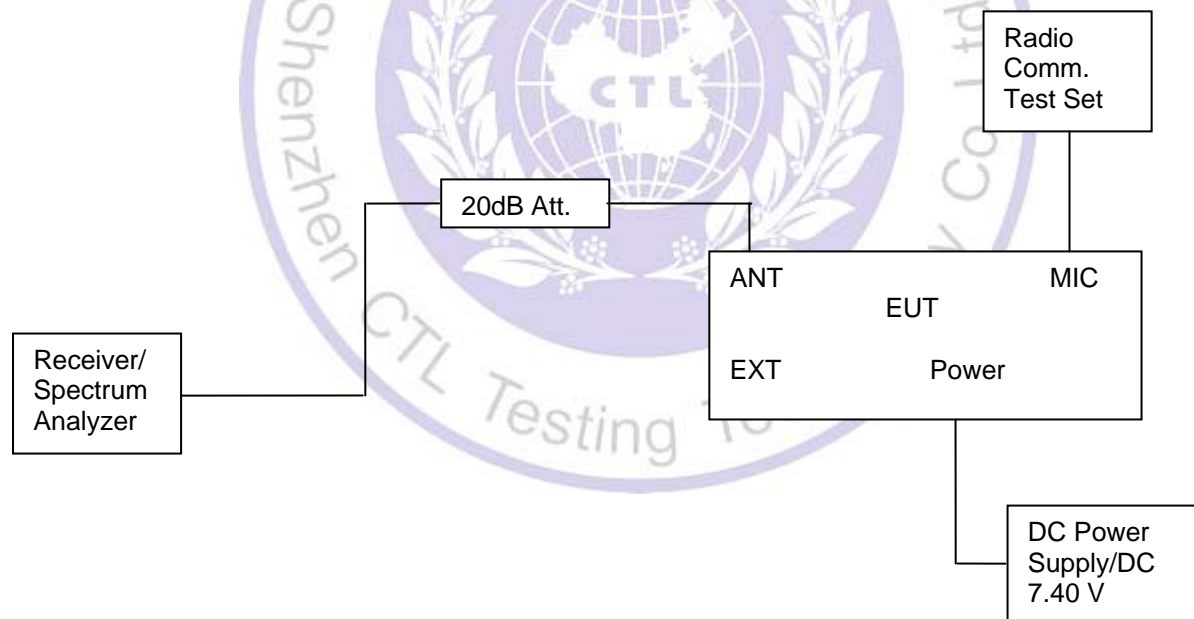 Radio
Comm.
Test Set
20dB Att.
ANT
MIC
EUT
EXT
Power
Receiver/
Spectrum
Analyzer
DC Power
Supply/DC
7.40 V
CTL
Shenzhen CTL Testing